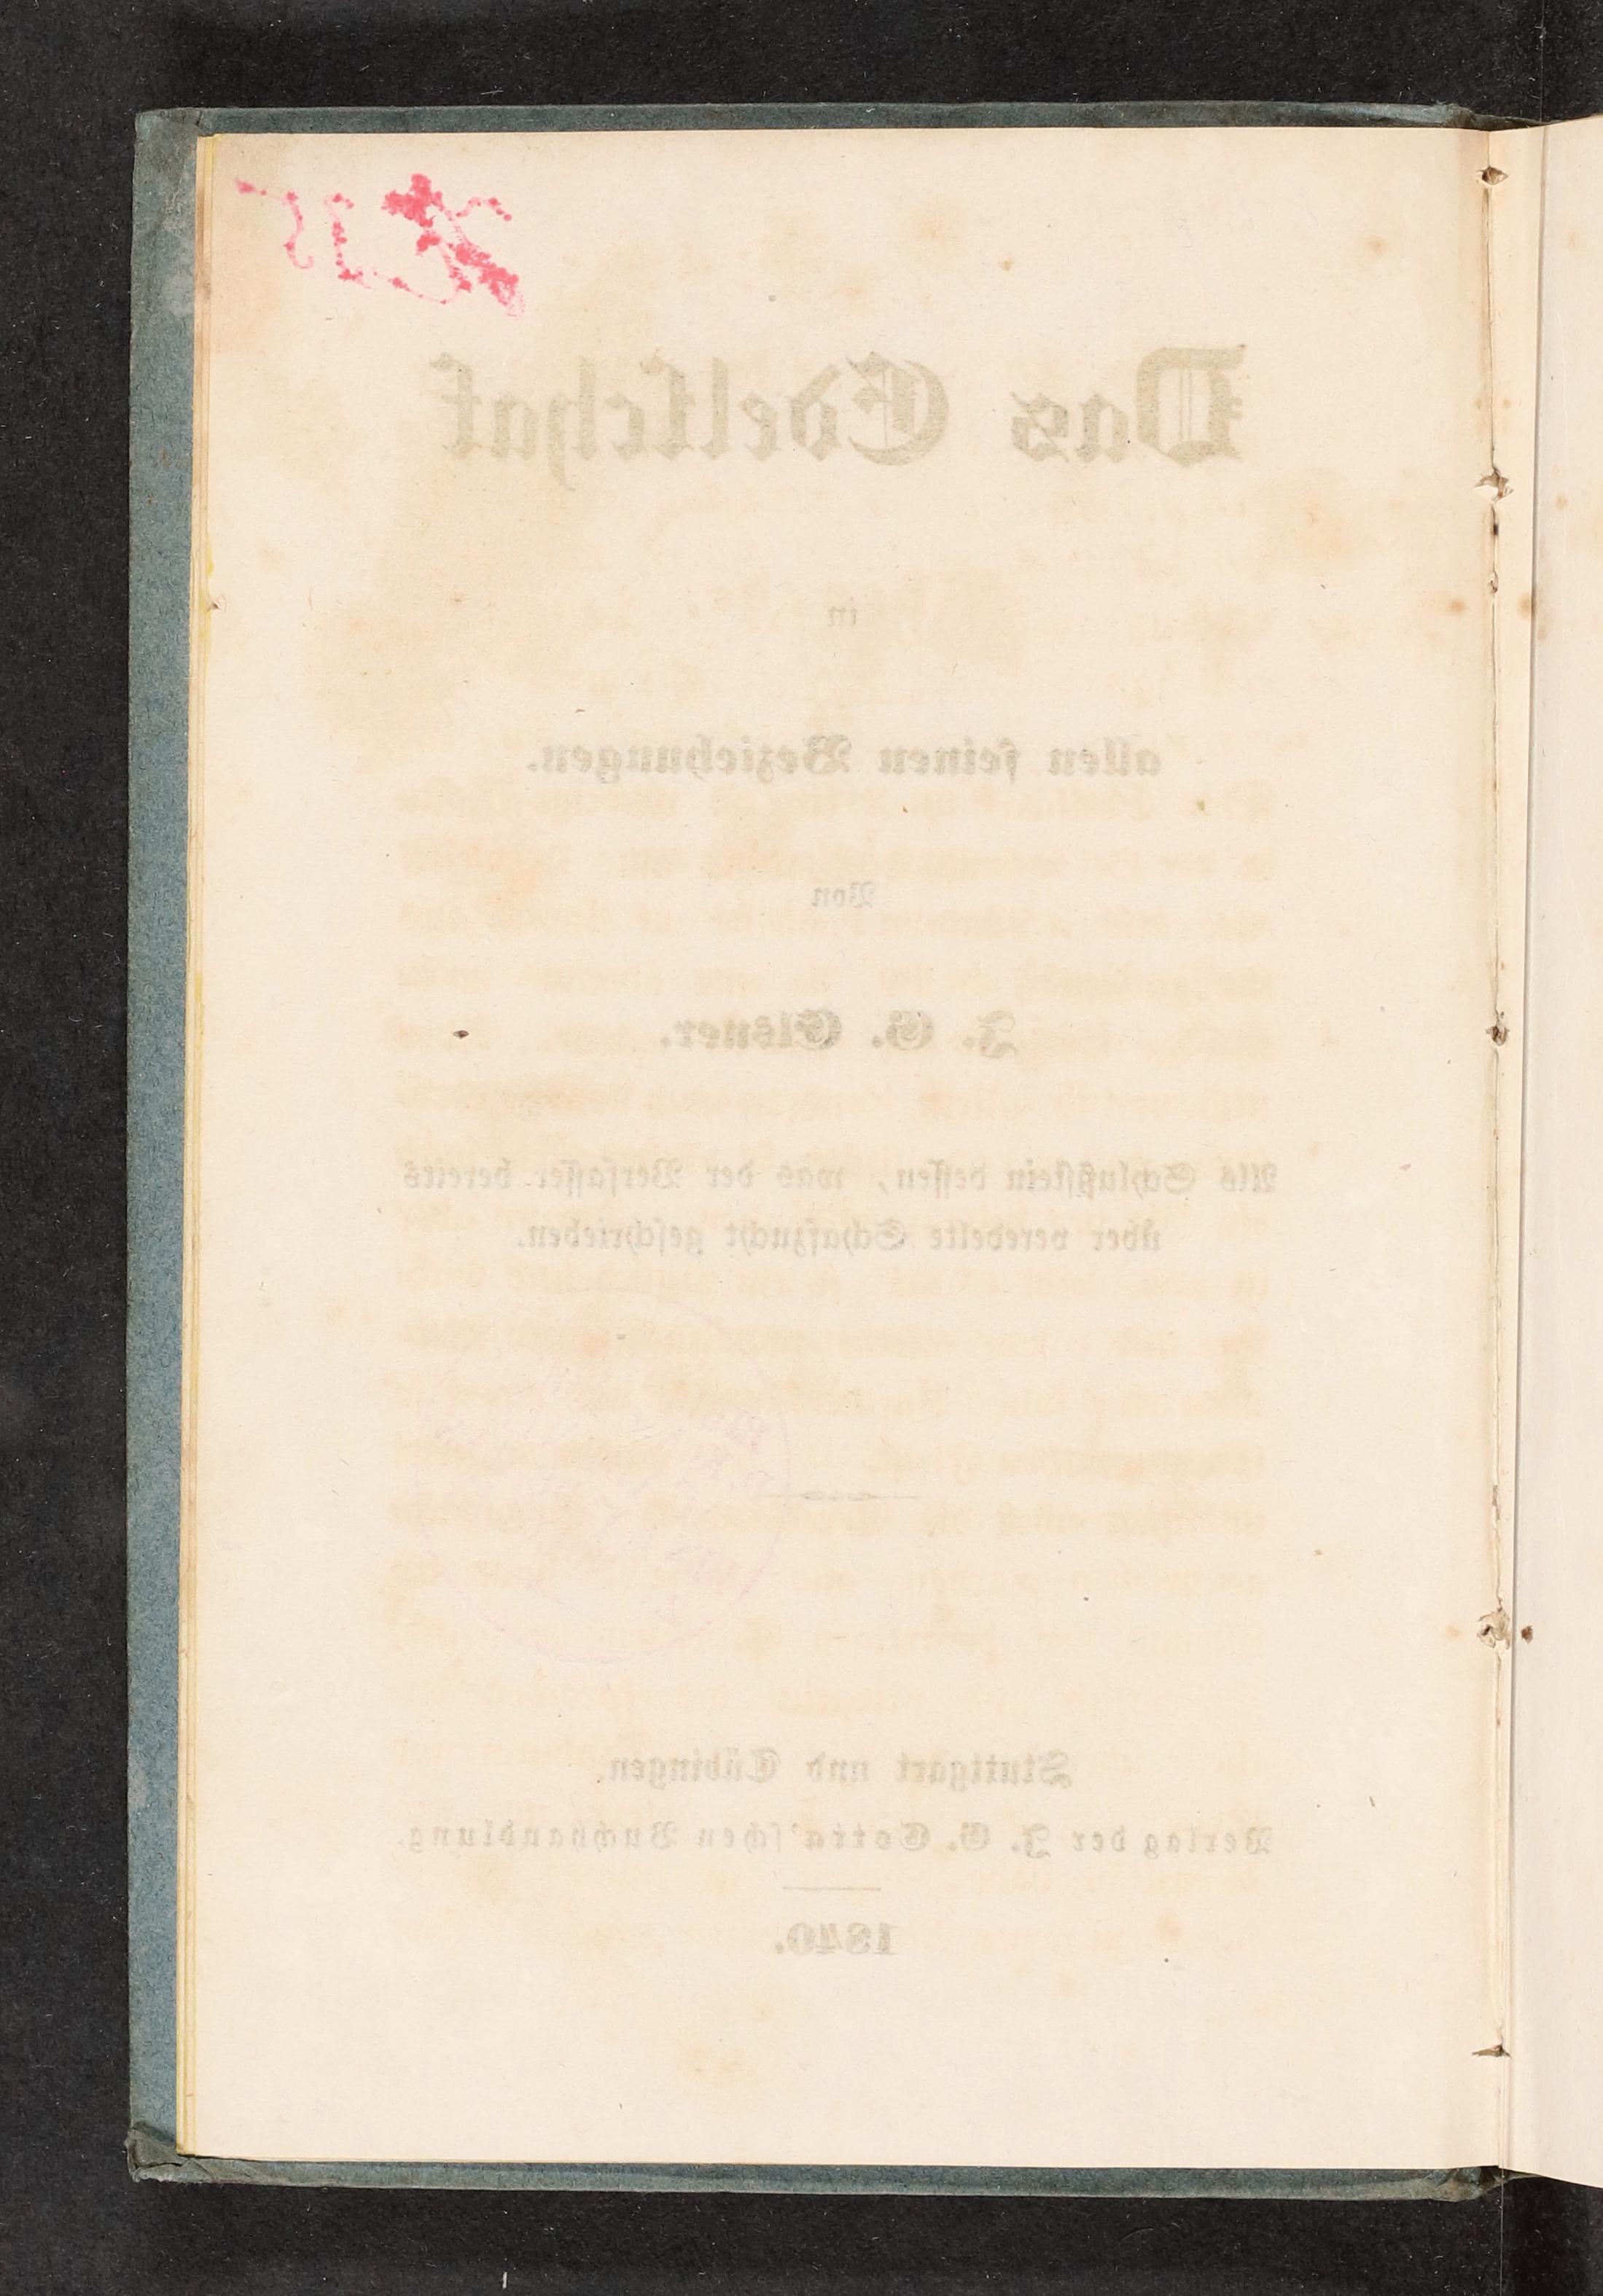 Das Edelschaf
in
allen seinen Beziehungen.
Von
J. G. Elsner.
Als Schlußstein dessen, was der Verfasser bereits
über veredelte Schafzucht geschrieben.
Stuttgart und Tübingen.
Verlag der J. G. Cotta'schen Buchhandlung.
1840.